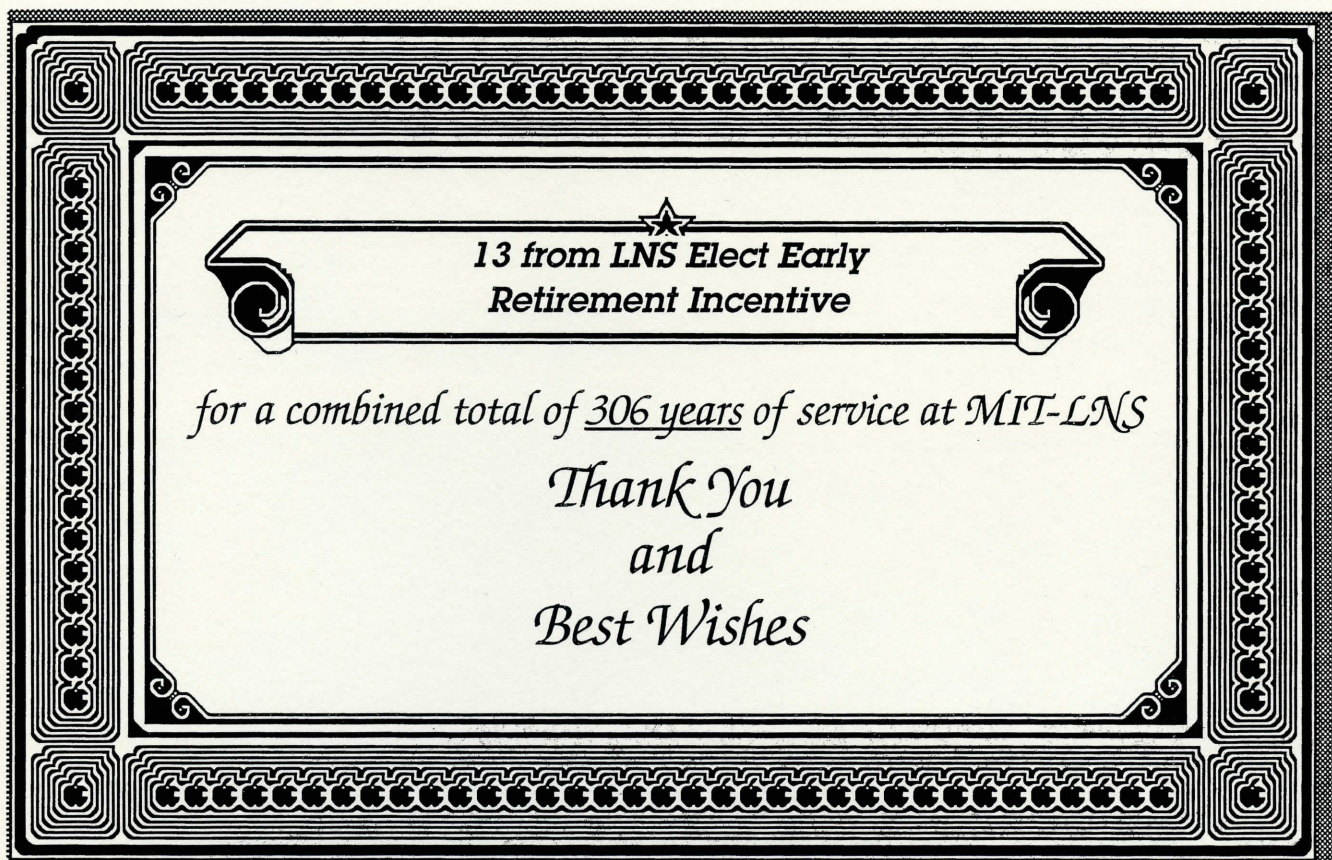 13 from LNS Elect Early
Retirement Incentive
for a combined total of 306 years of service at MIT-LNS
Thank You
and
Best Wishes